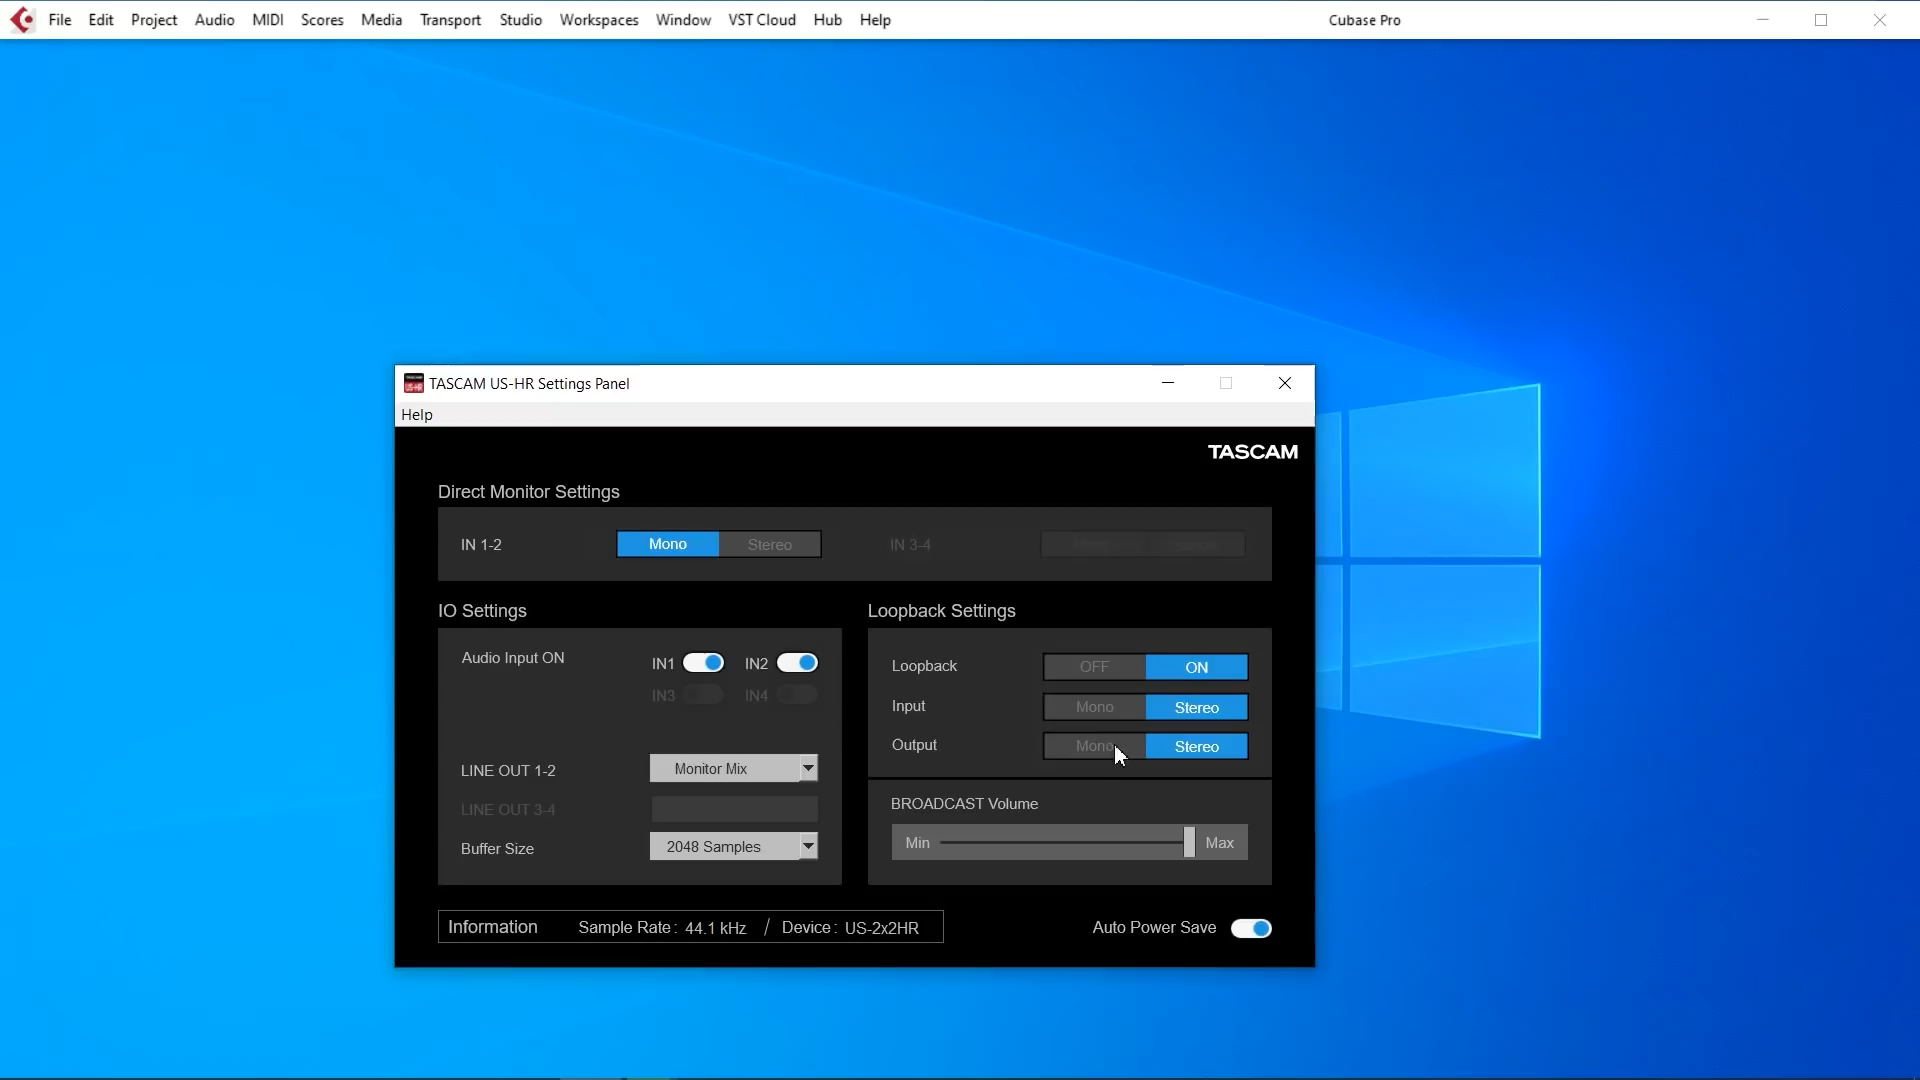 File Edit Project Audio MIDI Scores Media Transport Studio Workspaces Window VST Cloud Hub Help Cubase Pro
TASCAM US-HR Settings Panel
Help
TASCAM
Direct Monitor Settings
IN 1-2 Mono Stereo IN 3-4
IO Settings Loopback Settings
Audio Input ON IN1 IN2 Loopback OFF ON
IN3 IN4
Input Mono Stereo
Output Mono Stereo
LINE OUT 1-2 Monitor Mix
LINE OUT 3-4 BROADCAST Volume
Buffer Size 2048 Samples Min Max
Information Sample Rate: 44.1 kHz / Device: US-2x2HR Auto Power Save